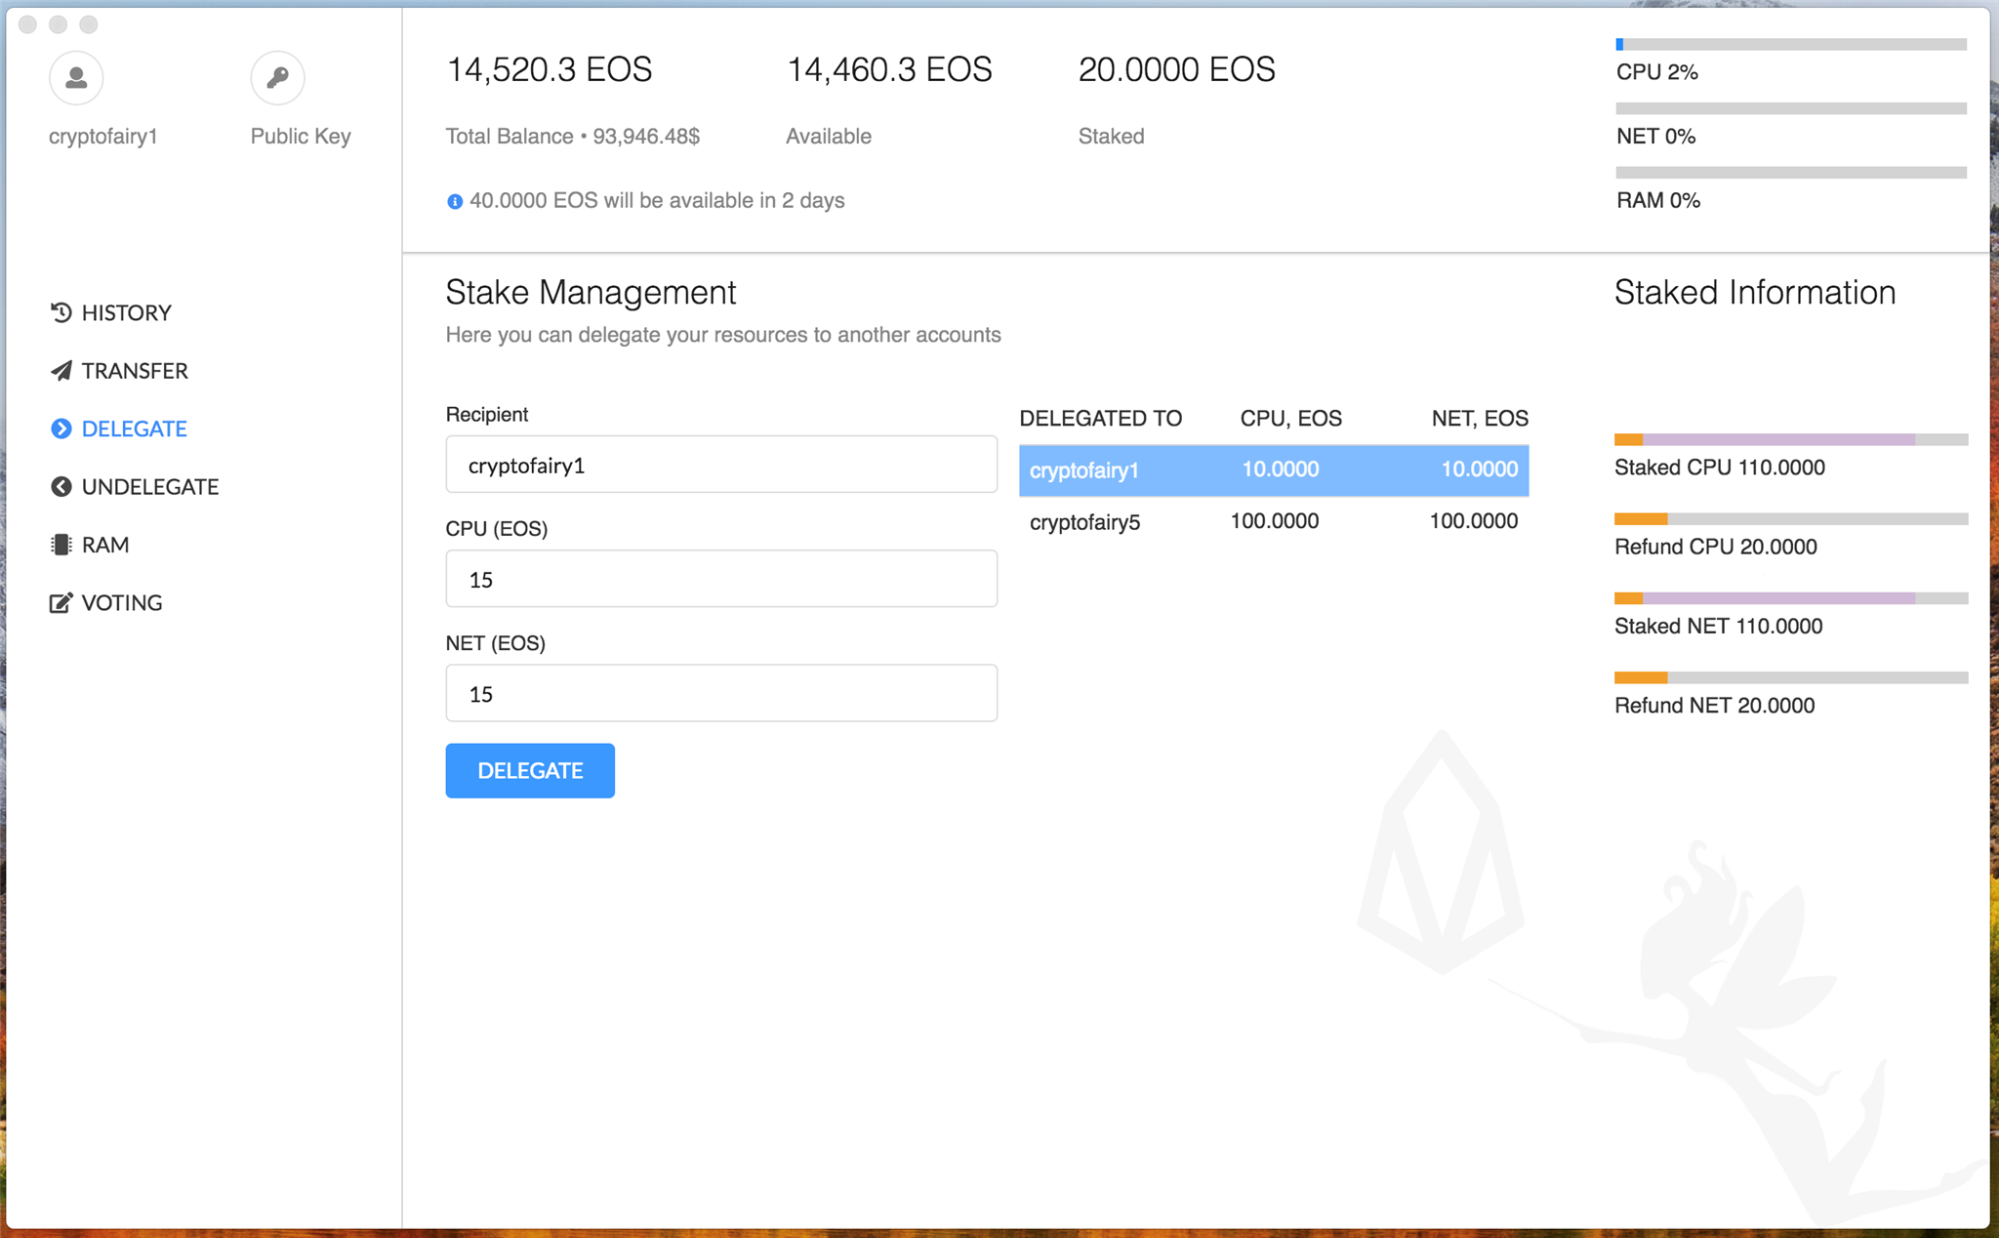 cryptofairy1
Public Key
HISTORY
TRANSFER
DELEGATE
UNDELEGATE
RAM
VOTING
14,520.3 EOS
Total Balance • 93,946.48$
14,460.3 EOS
Available
20.0000 EOS
Staked
40.0000 EOS will be available in 2 days
CPU 2%
NET 0%
RAM 0%
Stake Management
Here you can delegate your resources to another accounts
Recipient
cryptofairy1
CPU (EOS)
15
NET (EOS)
15
DELEGATE
DELEGATED TO CPU, EOS NET, EOS
cryptofairy1 10.0000 10.0000
cryptofairy5 100.0000 100.0000
Staked Information
Staked CPU 110.0000
Refund CPU 20.0000
Staked NET 110.0000
Refund NET 20.0000